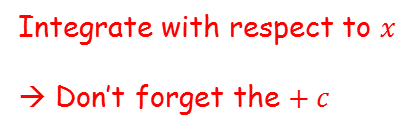 Integrate with respect to x
→ Don't forget the + c